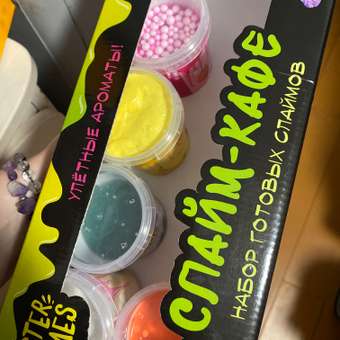 УЛЁТНЫЕ АРОМАТЫ!
СЛАЙМ-КАФЕ
НАБОР ГОТОВЫХ СЛАЙМОВ